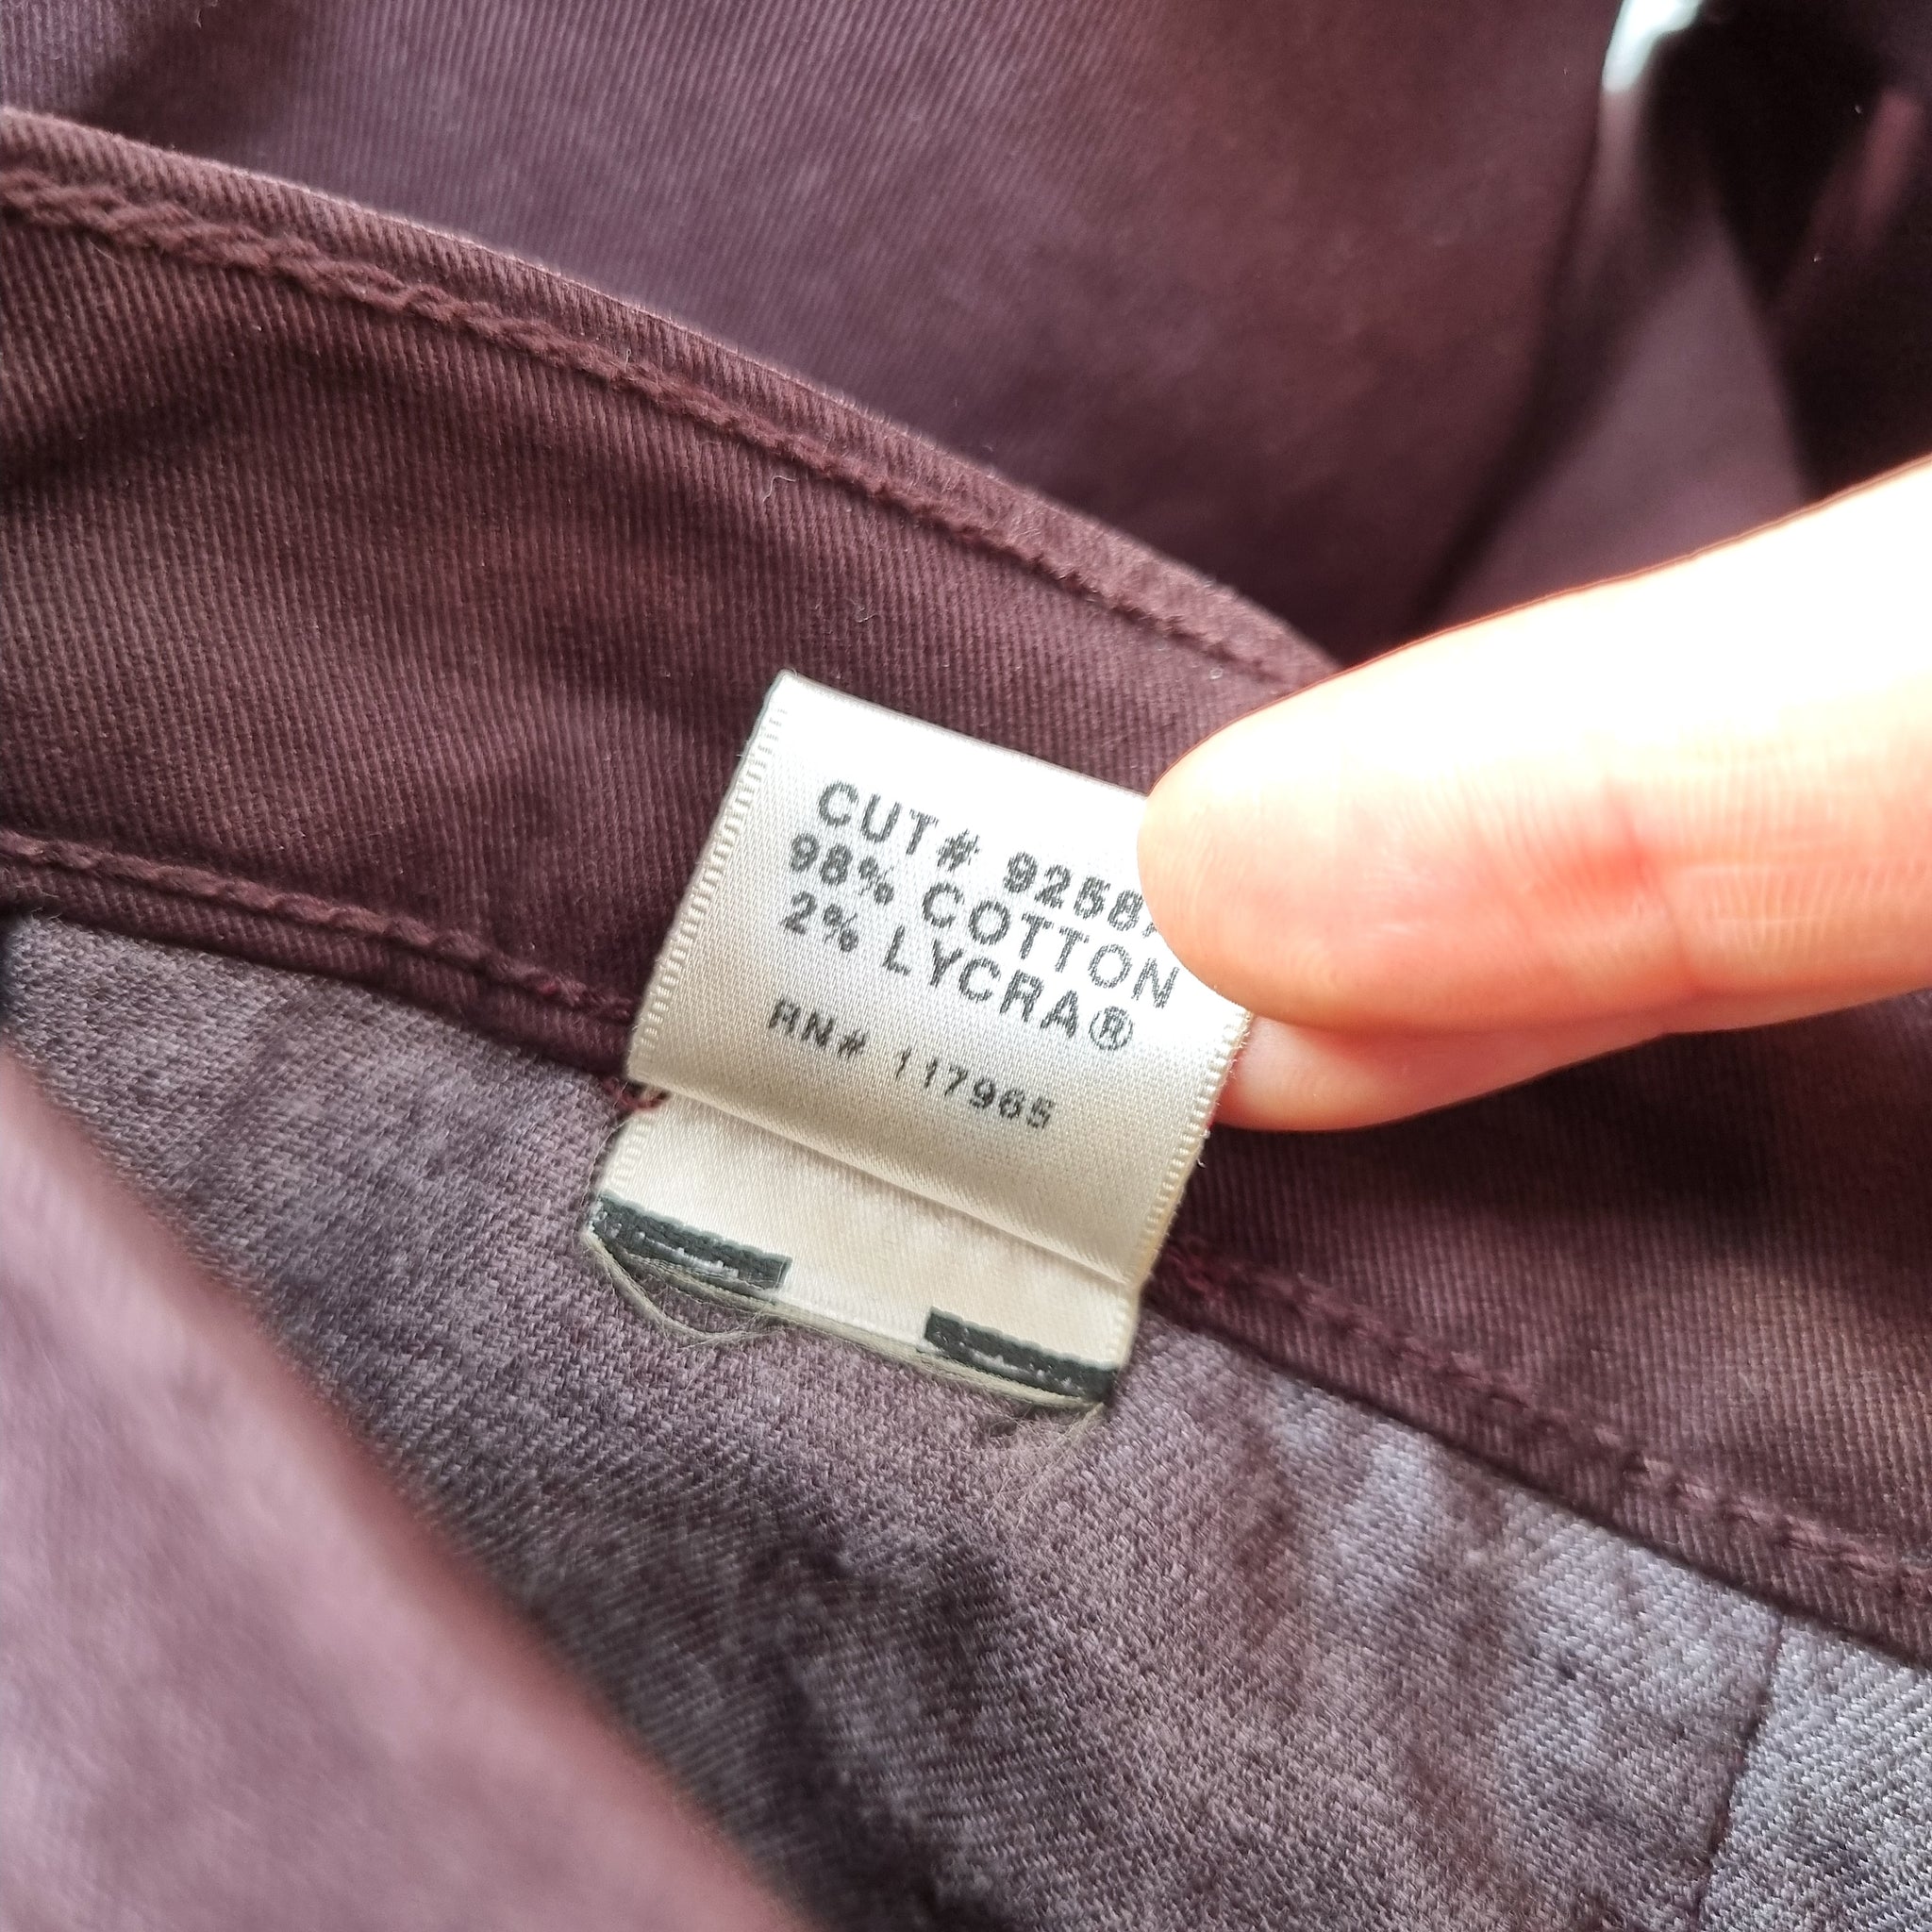 CUT# 9258
98% COTTON
2% LYCRA®
RN# 117965